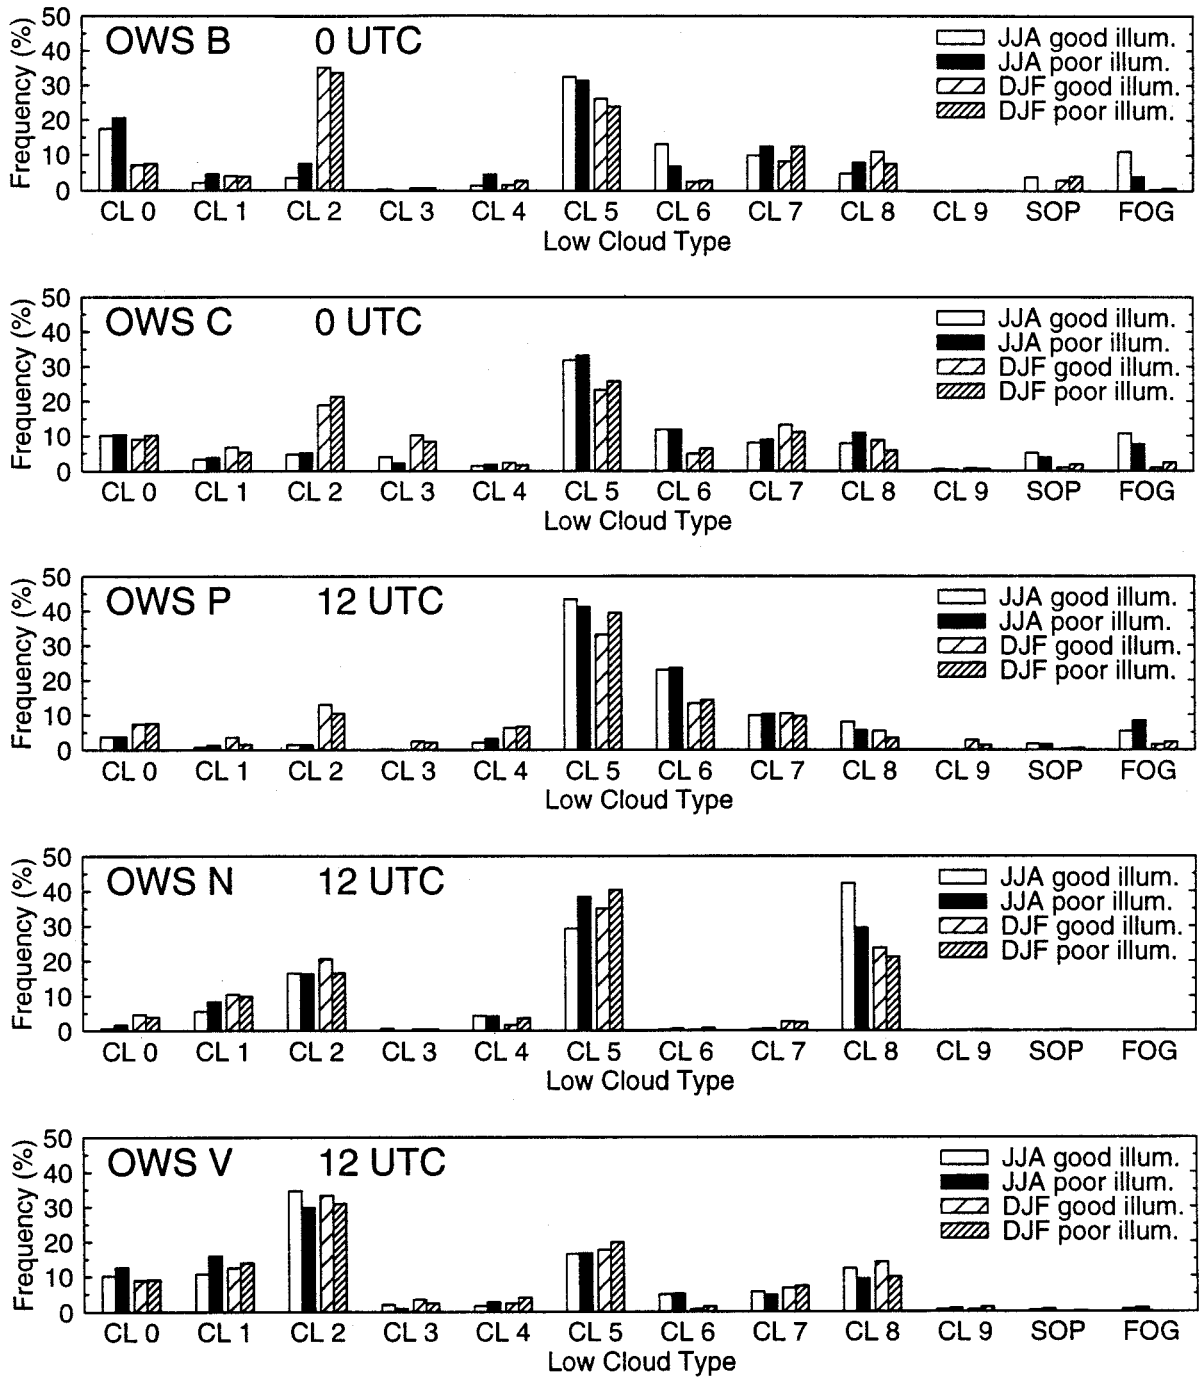 OWS B 0 UTC
Frequency (%)
50
40
30
20
10
0
JJA good illum.
JJA poor illum.
DJF good illum.
DJF poor illum.
CL 0 CL 1 CL 2 CL 3 CL 4 CL 5 CL 6 CL 7 CL 8 CL 9 SOP FOG
Low Cloud Type
OWS C 0 UTC
Frequency (%)
50
40
30
20
10
0
JJA good illum.
JJA poor illum.
DJF good illum.
DJF poor illum.
CL 0 CL 1 CL 2 CL 3 CL 4 CL 5 CL 6 CL 7 CL 8 CL 9 SOP FOG
Low Cloud Type
OWS P 12 UTC
Frequency (%)
50
40
30
20
10
0
JJA good illum.
JJA poor illum.
DJF good illum.
DJF poor illum.
CL 0 CL 1 CL 2 CL 3 CL 4 CL 5 CL 6 CL 7 CL 8 CL 9 SOP FOG
Low Cloud Type
OWS N 12 UTC
Frequency (%)
50
40
30
20
10
0
JJA good illum.
JJA poor illum.
DJF good illum.
DJF poor illum.
CL 0 CL 1 CL 2 CL 3 CL 4 CL 5 CL 6 CL 7 CL 8 CL 9 SOP FOG
Low Cloud Type
OWS V 12 UTC
Frequency (%)
50
40
30
20
10
0
JJA good illum.
JJA poor illum.
DJF good illum.
DJF poor illum.
CL 0 CL 1 CL 2 CL 3 CL 4 CL 5 CL 6 CL 7 CL 8 CL 9 SOP FOG
Low Cloud Type